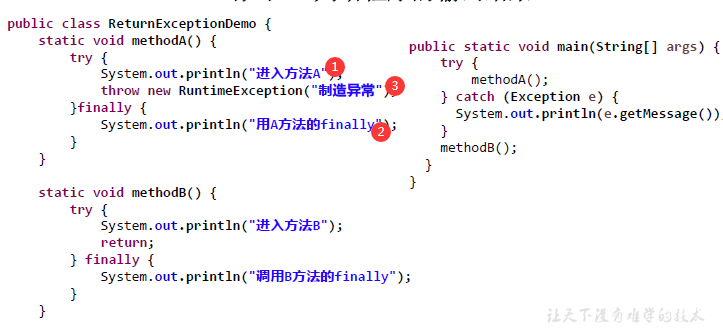 public class ReturnExceptionDemo {
static void methodA() {
try {
System.out.println("进入方法A");
throw new RuntimeException("制造异常");
}finally {
System.out.println("用A方法的finally");
}
}
static void methodB() {
try {
System.out.println("进入方法B");
return;
} finally {
System.out.println("调用B方法的finally");
}
}
public static void main(String[] args) {
try {
methodA();
} catch (Exception e) {
System.out.println(e.getMessage());
}
methodB();
}
}
1
3
2
让天下没有难学的技术